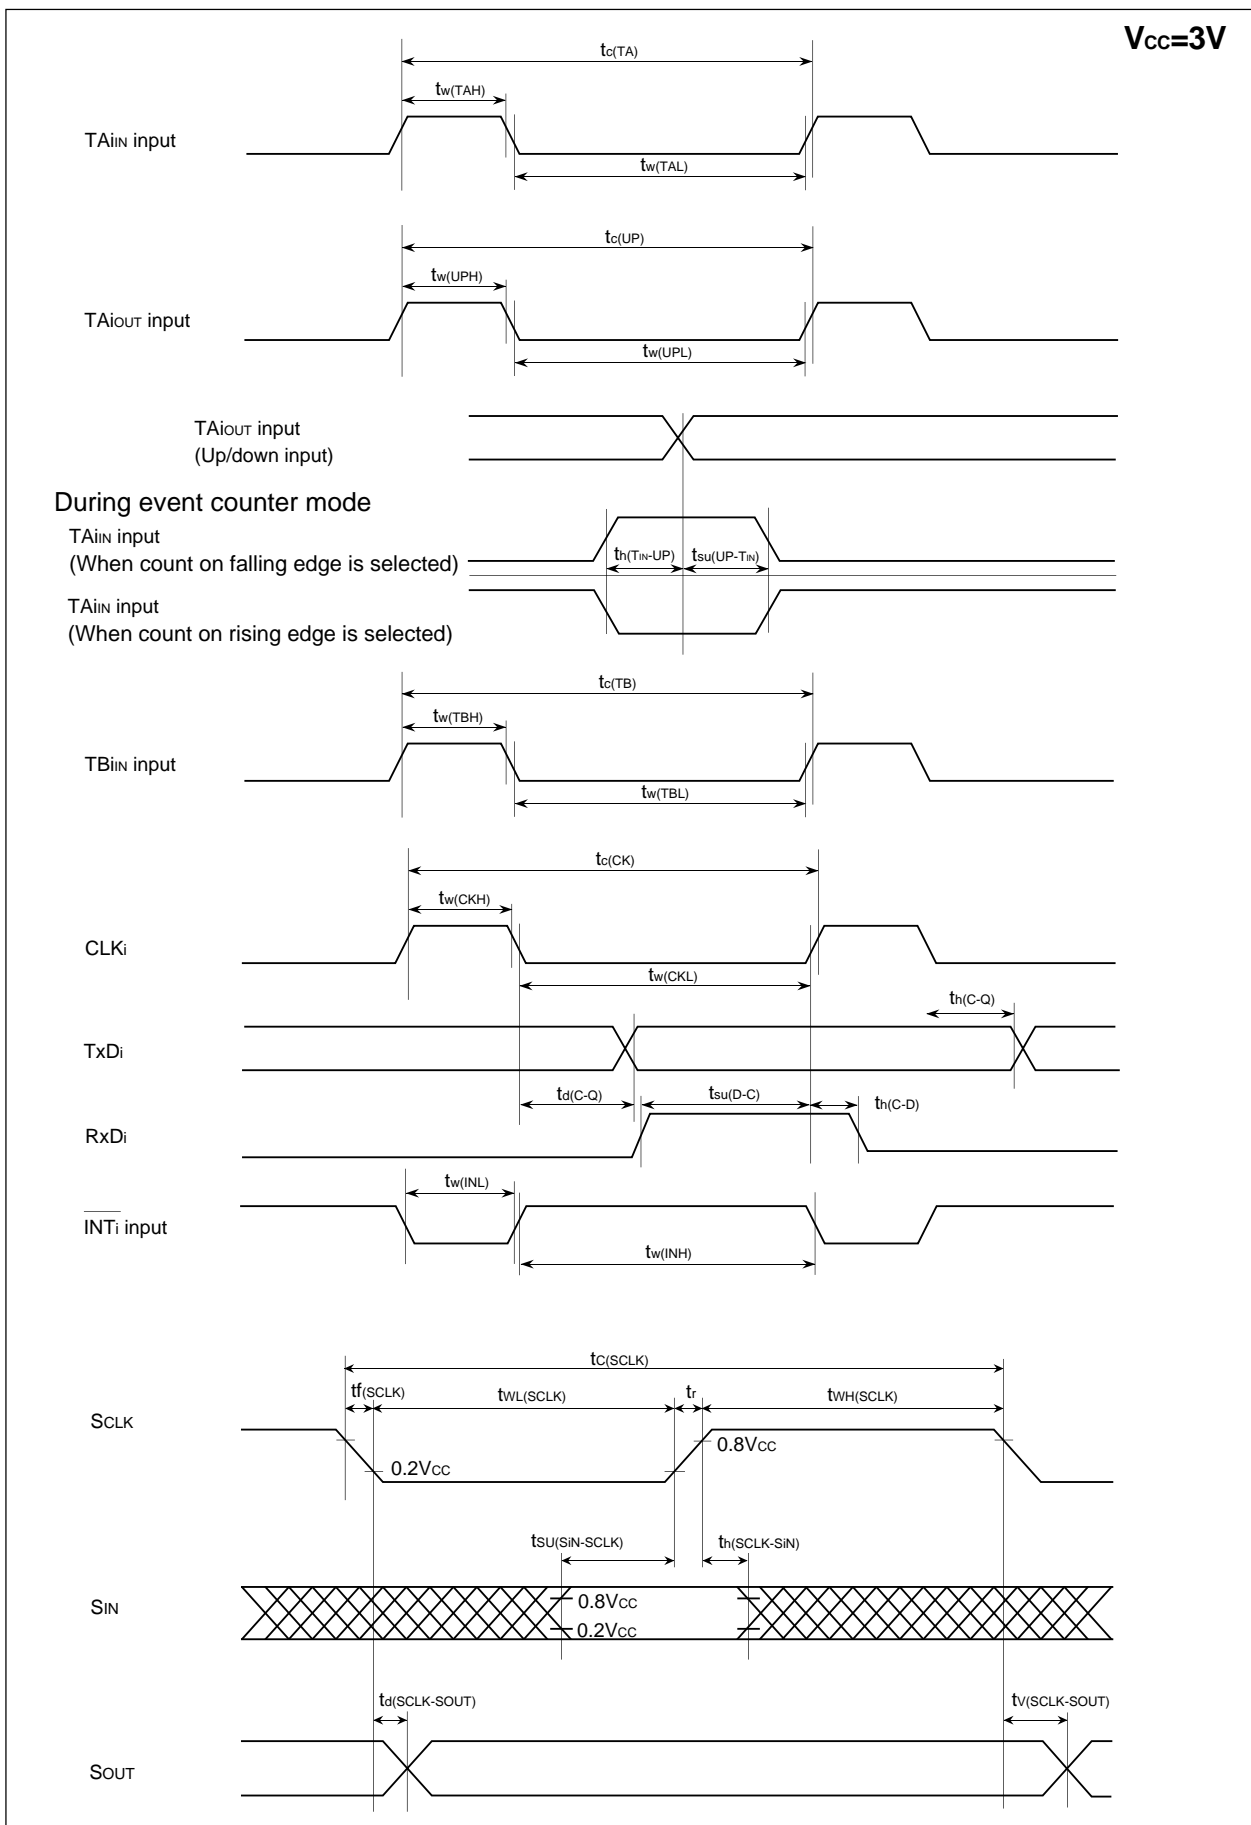 VCC=3V
tc(TA)
tw(TAH)
TAiIN input
tw(TAL)
tc(UP)
tw(UPH)
TAiOUT input
tw(UPL)
TAiOUT input
(Up/down input)
During event counter mode
TAiIN input
(When count on falling edge is selected)
th(TIN-UP) tsu(UP-TIN)
TAiIN input
(When count on rising edge is selected)
tc(TB)
tw(TBH)
TBiIN input
tw(TBL)
tc(CK)
tw(CKH)
CLKi
tw(CKL)
th(C-Q)
TxDi
td(C-Q) tsu(D-C) th(C-D)
RxDi
tw(INL)
INTi input
tw(INH)
tC(SCLK)
tf(SCLK) tWL(SCLK) tr tWH(SCLK)
SCLK
0.8VCC
0.2VCC
tSU(SiN-SCLK) th(SCLK-SiN)
SIN
0.8VCC
0.2VCC
td(SCLK-SOUT) tV(SCLK-SOUT)
SOUT